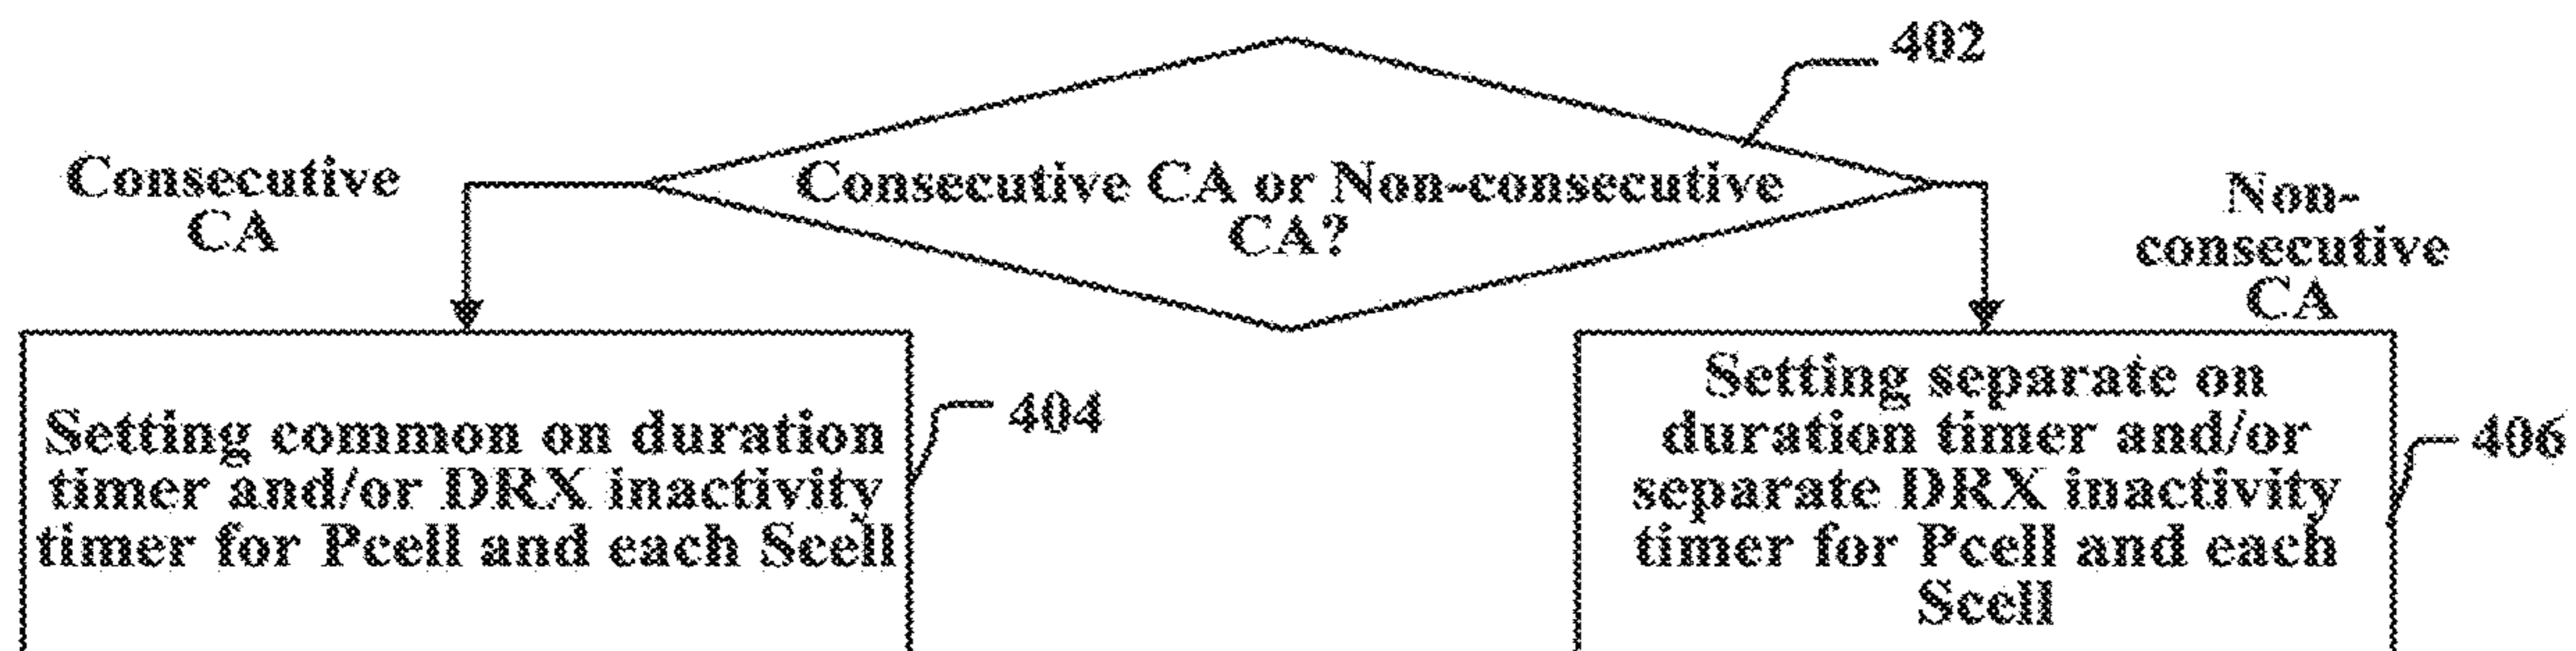 402
Consecutive
CA
Consecutive CA or Non-consecutive
CA?
Non-
consecutive
CA
Setting common on duration
timer and/or DRX inactivity
timer for Pcell and each Scell
404
Setting separate on
duration timer and/or
separate DRX inactivity
timer for Pcell and each
Scell
406